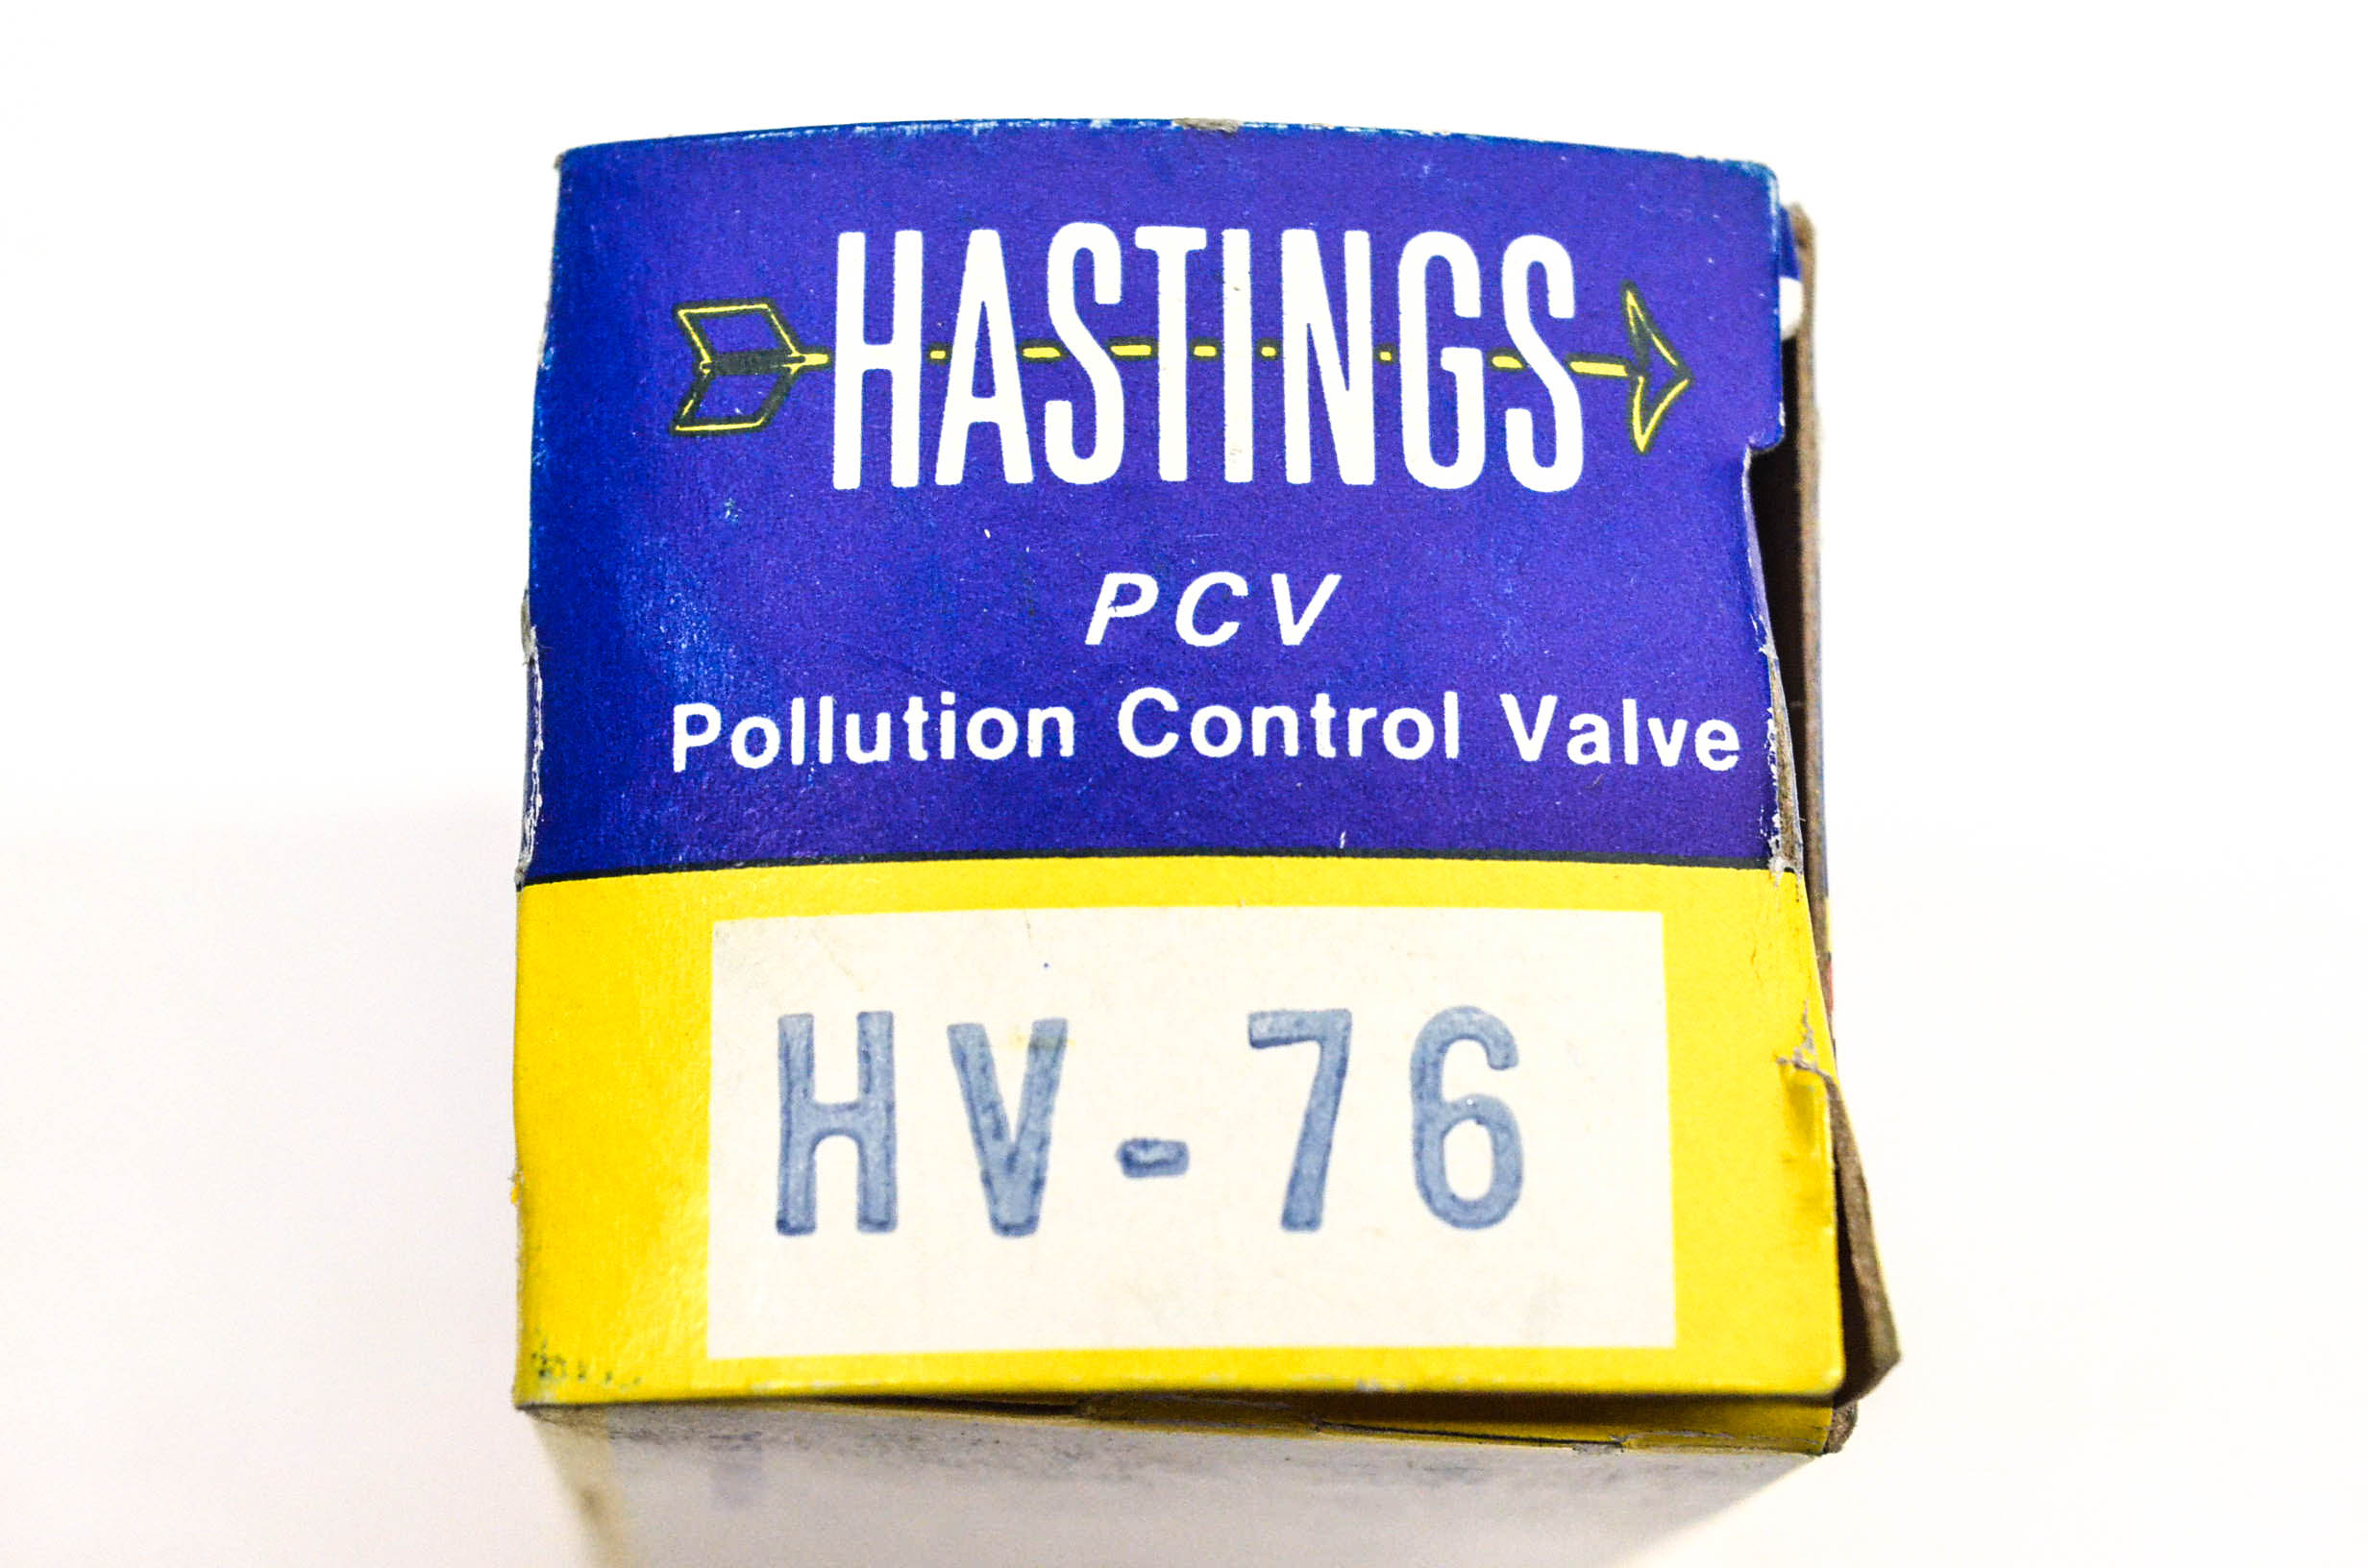 HASTINGS
PCV
Pollution Control Valve
HV-76